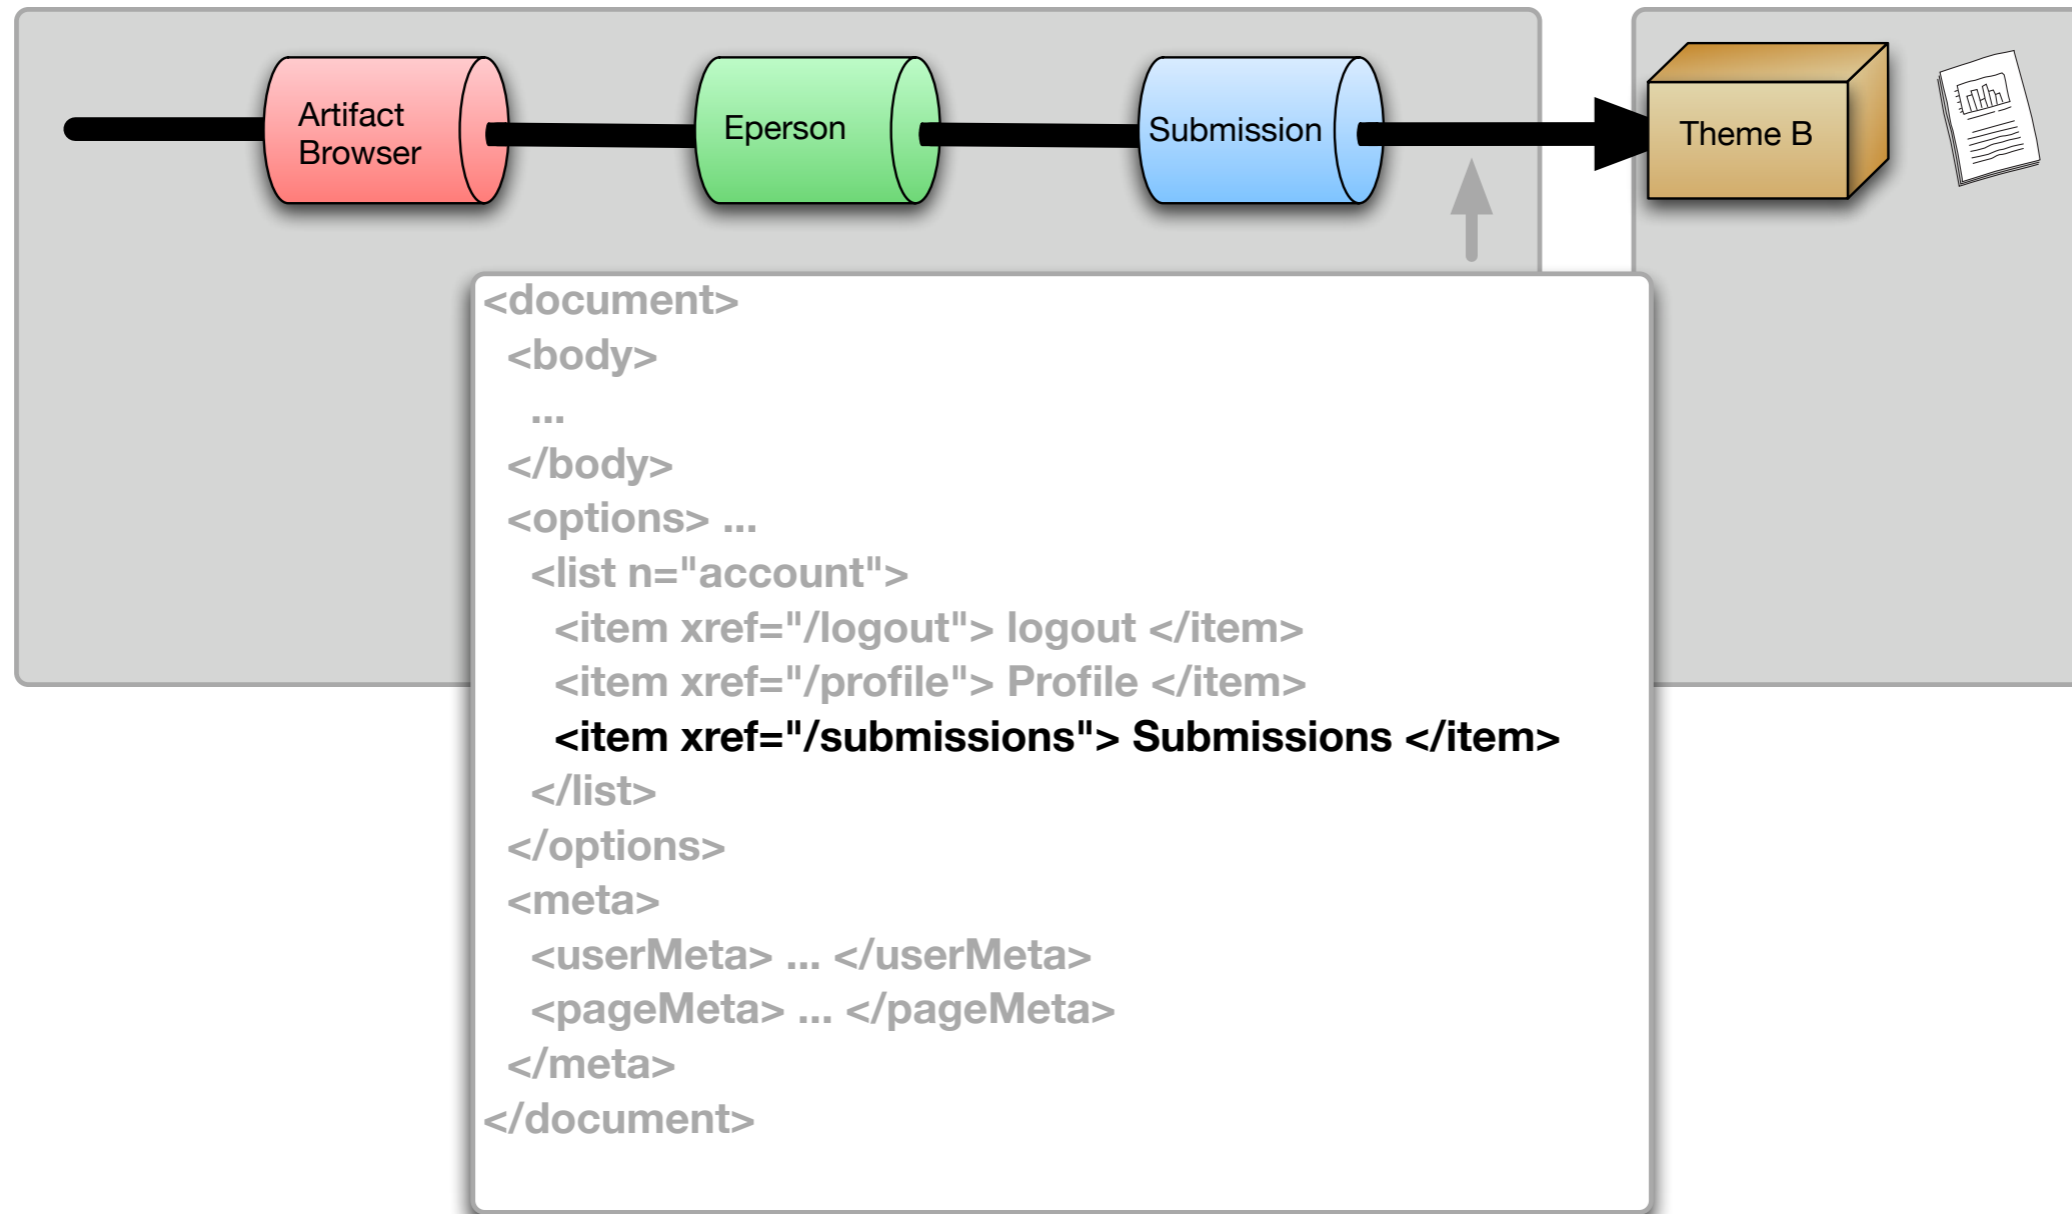 Artifact
Browser
Eperson
Submission
Theme B
<document>
<body>
...
</body>
<options> ...
<list n="account">
<item xref="/logout"> logout </item>
<item xref="/profile"> Profile </item>
<item xref="/submissions"> Submissions </item>
</list>
</options>
<meta>
<userMeta> ... </userMeta>
<pageMeta> ... </pageMeta>
</meta>
</document>